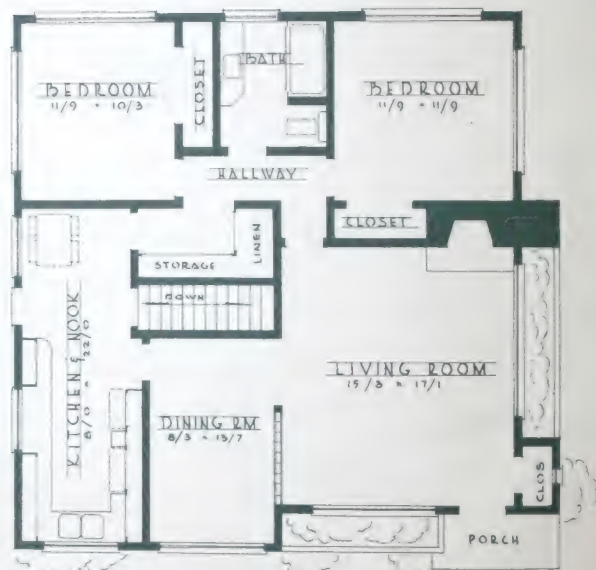 BEDROOM
11/9 × 10/3
CLOSET
BATH
BEDROOM
11/9 × 11/9
HALLWAY
CLOSET
LINEN
STORAGE
DOWN
KITCHEN & NOOK
8/0 × 22/0
LIVING ROOM
15/8 × 17/1
DINING RM
8/3 × 13/7
CLOS
PORCH